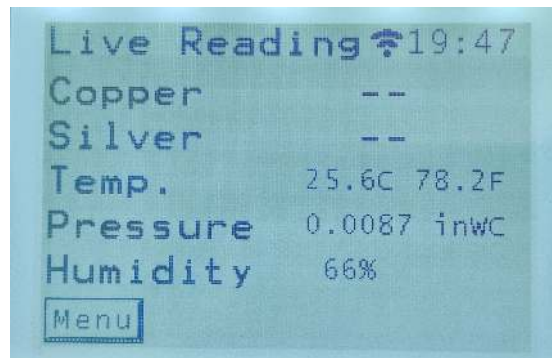 Live Reading 19:47
Copper --
Silver --
Temp. 25.6C 78.2F
Pressure 0.0087 inWC
Humidity 66%
Menu